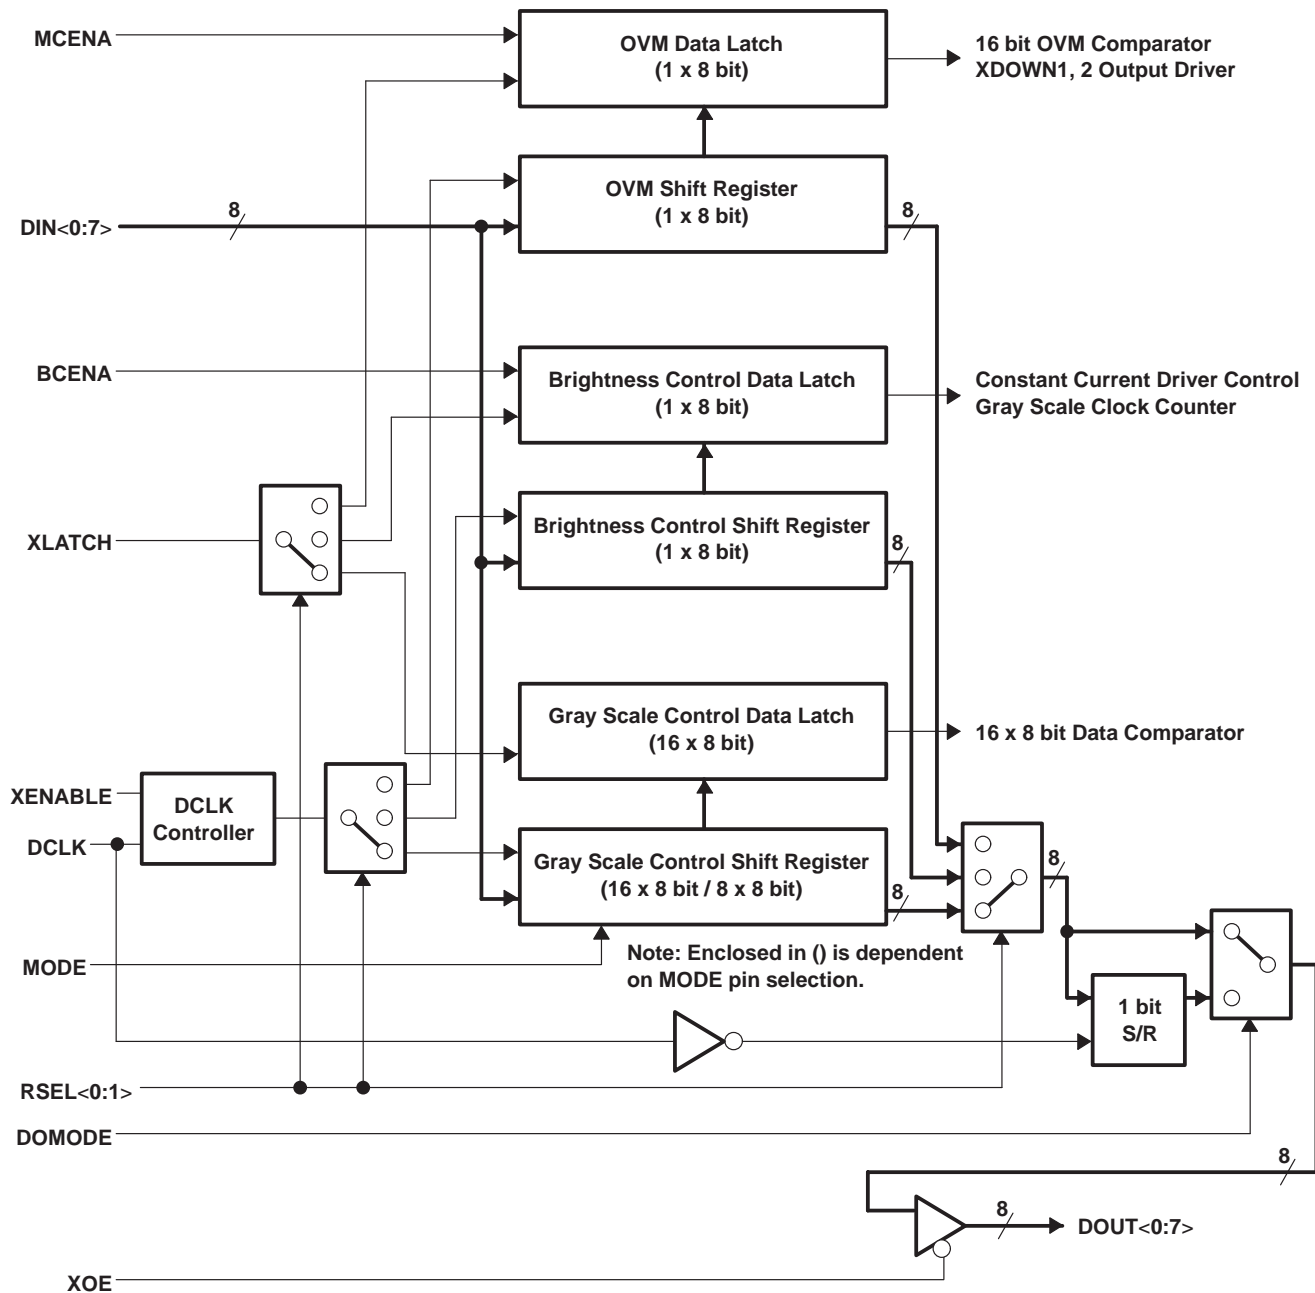 MCENA
OVM Data Latch
(1 x 8 bit)
16 bit OVM Comparator
XDOWN1, 2 Output Driver
OVM Shift Register
(1 x 8 bit)
8
8
DIN<0:7>
BCENA
Brightness Control Data Latch
(1 x 8 bit)
Constant Current Driver Control
Gray Scale Clock Counter
XLATCH
Brightness Control Shift Register
(1 x 8 bit)
8
Gray Scale Control Data Latch
(16 x 8 bit)
16 x 8 bit Data Comparator
XENABLE
DCLK
DCLK
Controller
Gray Scale Control Shift Register
(16 x 8 bit / 8 x 8 bit)
8
8
MODE
Note: Enclosed in () is dependent
on MODE pin selection.
1 bit
S/R
RSEL<0:1>
DOMODE
8
8
DOUT<0:7>
XOE